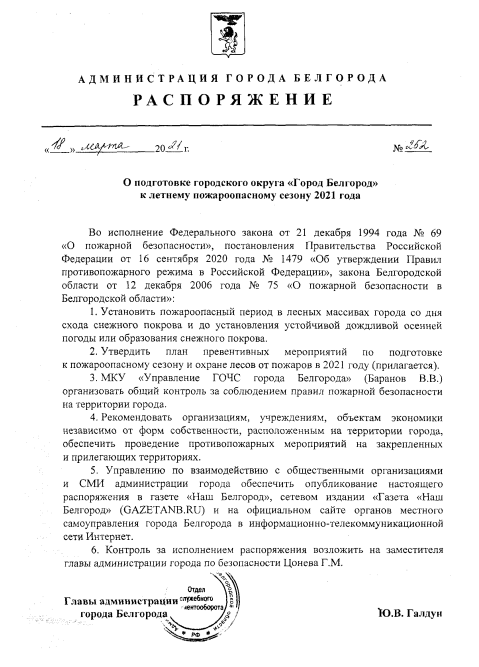 АДМИНИСТРАЦИЯ ГОРОДА БЕЛГОРОДА
РАСПОРЯЖЕНИЕ
«18» марта 2021 г. № 252
О подготовке городского округа «Город Белгород»
к летнему пожароопасному сезону 2021 года
Во исполнение Федерального закона от 21 декабря 1994 года № 69
«О пожарной безопасности», постановления Правительства Российской
Федерации от 16 сентября 2020 года № 1479 «Об утверждении Правил
противопожарного режима в Российской Федерации», закона Белгородской
области от 12 декабря 2006 года № 75 «О пожарной безопасности в
Белгородской области»:
1. Установить пожароопасный период в лесных массивах города со дня
схода снежного покрова и до установления устойчивой дождливой осенней
погоды или образования снежного покрова.
2. Утвердить план превентивных мероприятий по подготовке
к пожароопасному сезону и охране лесов от пожаров в 2021 году (прилагается).
3. МКУ «Управление ГОЧС города Белгорода» (Баранов В.В.)
организовать общий контроль за соблюдением правил пожарной безопасности
на территории города.
4. Рекомендовать организациям, учреждениям, объектам экономики
независимо от форм собственности, расположенным на территории города,
обеспечить проведение противопожарных мероприятий на закрепленных
и прилегающих территориях.
5. Управлению по взаимодействию с общественными организациями
и СМИ администрации города обеспечить опубликование настоящего
распоряжения в газете «Наш Белгород», сетевом издании «Газета «Наш
Белгород» (GAZETANB.RU) и на официальном сайте органов местного
самоуправления города Белгорода в информационно-телекоммуникационной
сети Интернет.
6. Контроль за исполнением распоряжения возложить на заместителя
главы администрации города по безопасности Цонева Г.М.
Отдел
служебного
Главы администрации
города Белгорода
Ю.В. Галдун
РФ